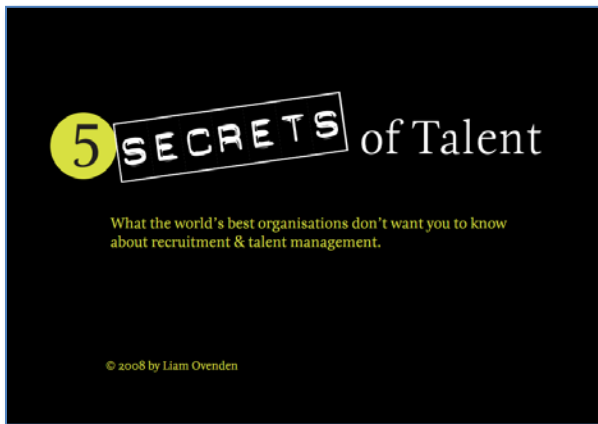 5 SECRETS of Talent
What the world's best organisations don't want you to know
about recruitment & talent management.
© 2008 by Liam Ovenden